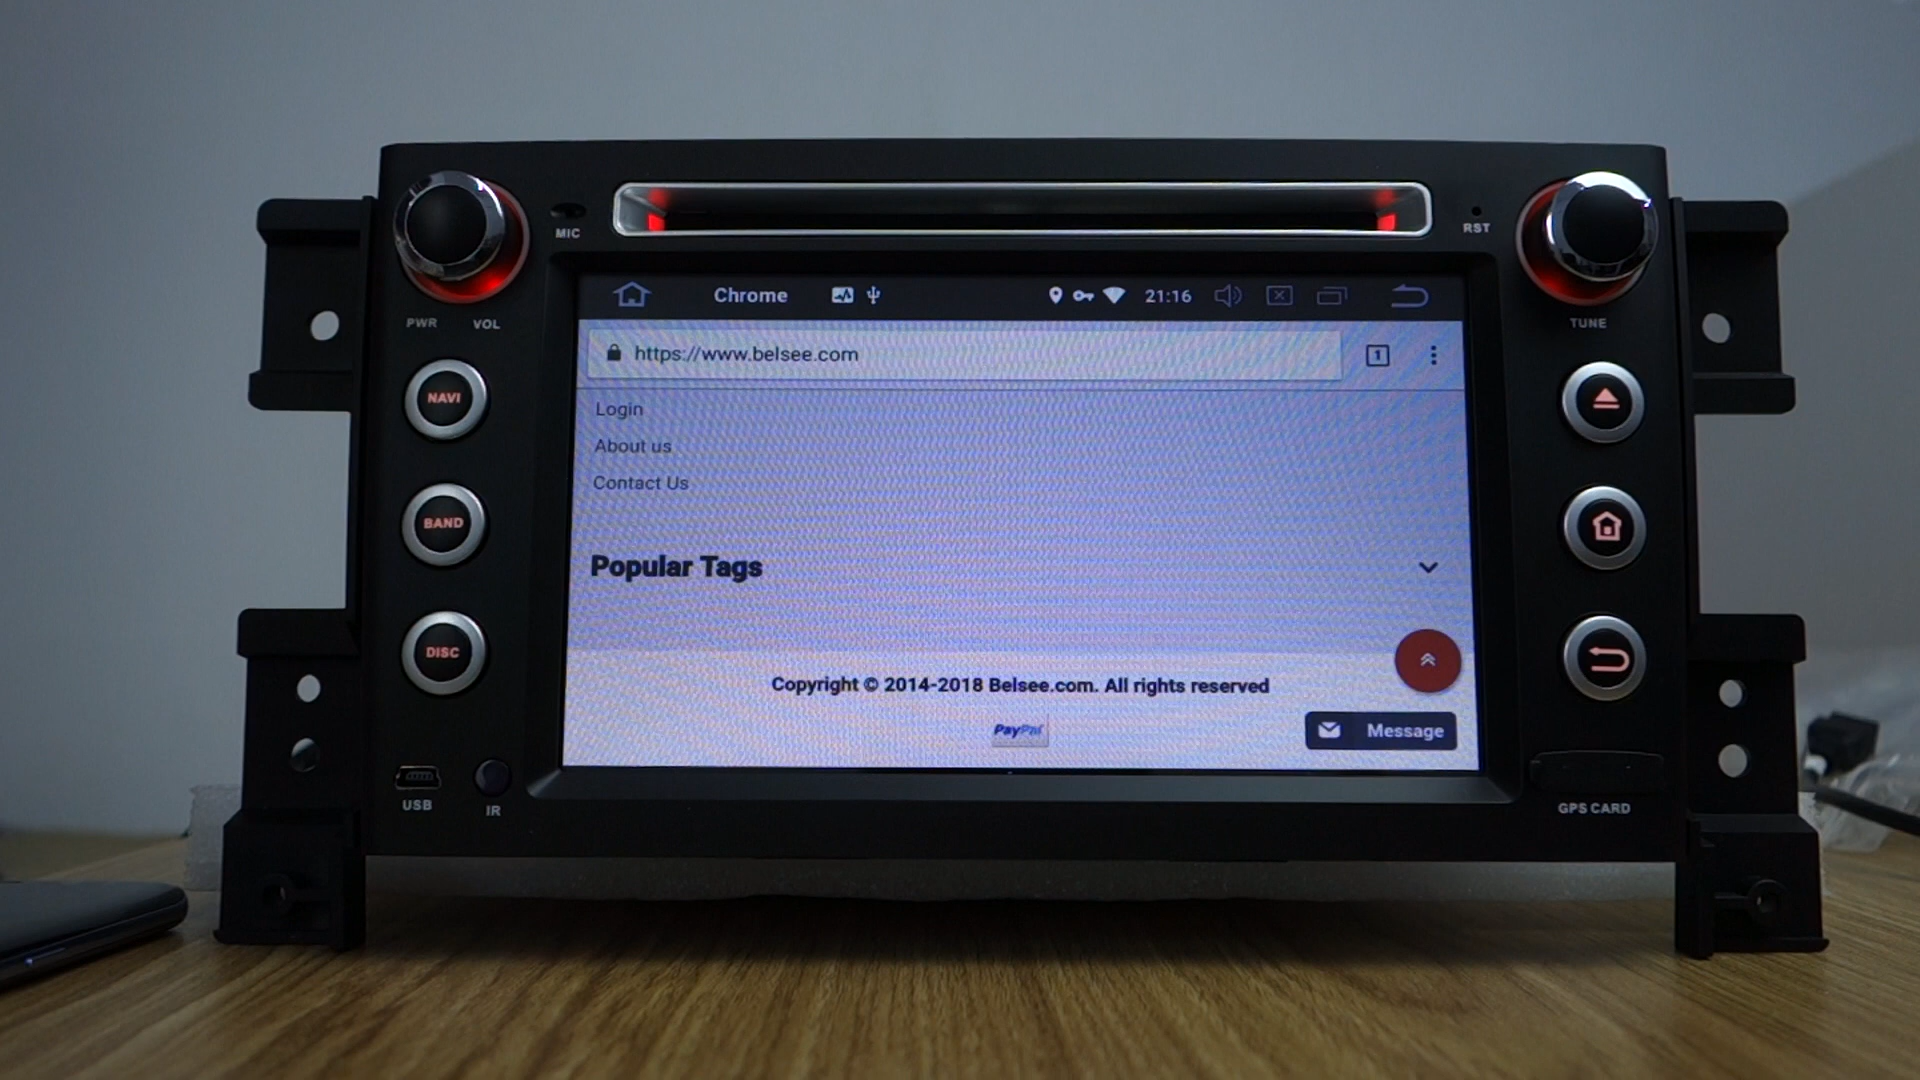 MIC
RST
PWR VOL
TUNE
Chrome 21:16
https://www.belsee.com 1
NAVI
Login
About us
Contact Us
BAND
Popular Tags
DISC
Copyright © 2014-2018 Belsee.com. All rights reserved
PayPal
Message
USB
IR
GPS CARD